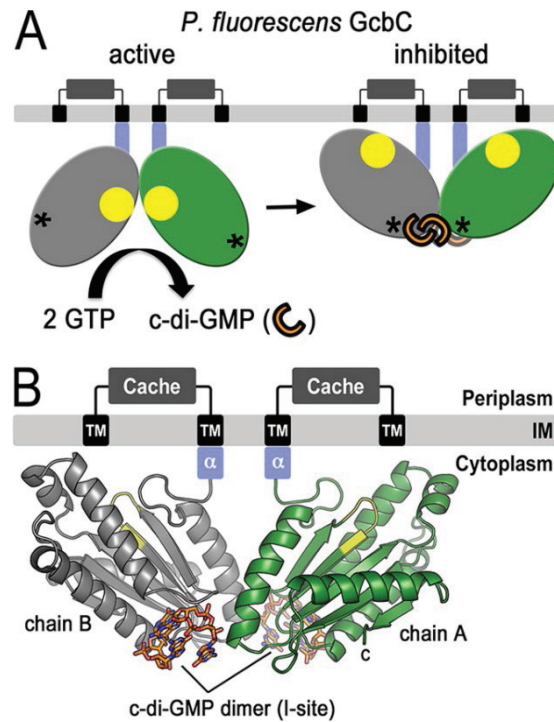 A
P. fluorescens GcbC
active
inhibited
*
*
*
*
2 GTP
c-di-GMP ( )
B
Cache
Cache
Periplasm
TM
TM
TM
TM
IM
α
α
Cytoplasm
chain B
chain A
C
c-di-GMP dimer (I-site)